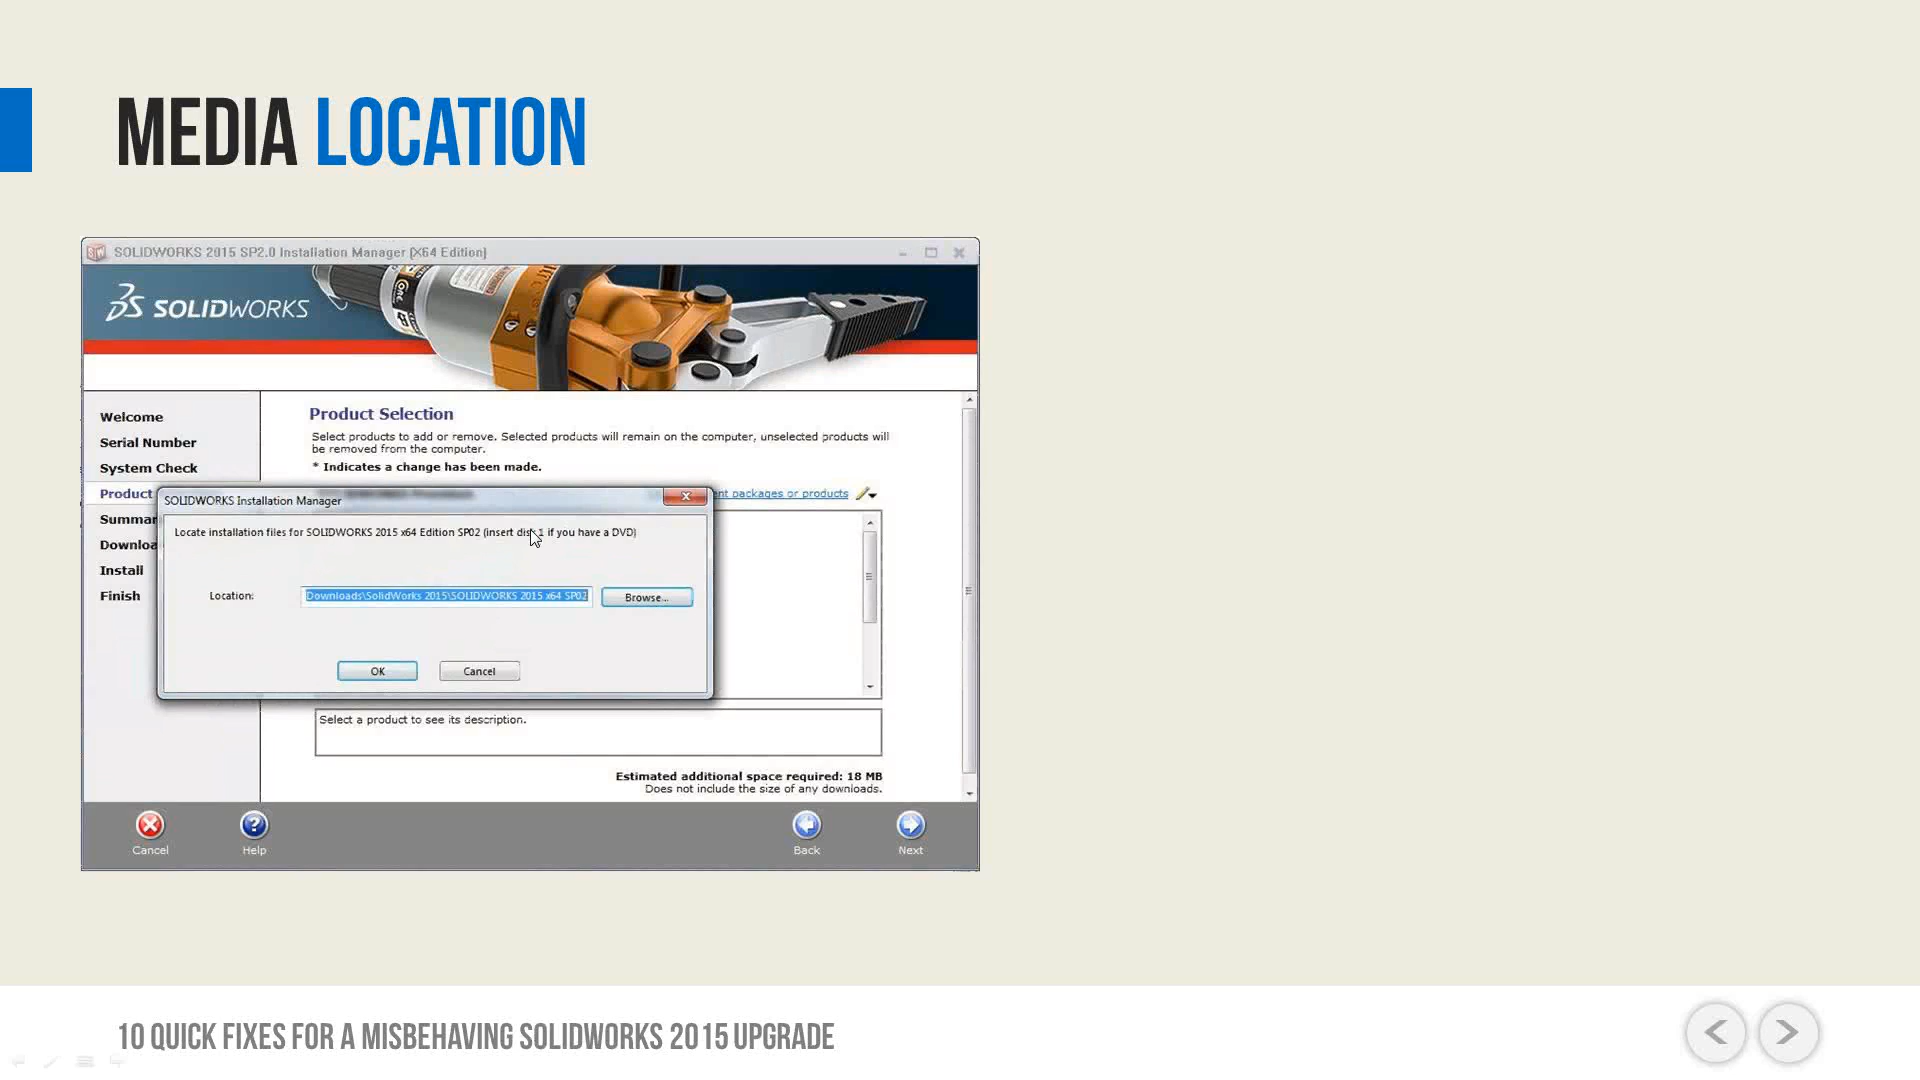 MEDIA LOCATION
SOLIDWORKS 2015 SP2.0 Installation Manager (X64 Edition)
SOLIDWORKS
Welcome
Serial Number
System Check
Product
Summar
Downloa
Install
Finish
Product Selection
Select products to add or remove. Selected products will remain on the computer, unselected products will
be removed from the computer.
* Indicates a change has been made.
nt packages or products
SOLIDWORKS Installation Manager
Locate installation files for SOLIDWORKS 2015 x64 Edition SP02 (insert disk 1 if you have a DVD)
Location:
Downloads\SolidWorks 2015\SOLIDWORKS 2015 x64 SP02
Browse...
OK
Cancel
Select a product to see its description.
Estimated additional space required: 18 MB
Does not include the size of any downloads.
Cancel
Help
Back
Next
10 QUICK FIXES FOR A MISBEHAVING SOLIDWORKS 2015 UPGRADE